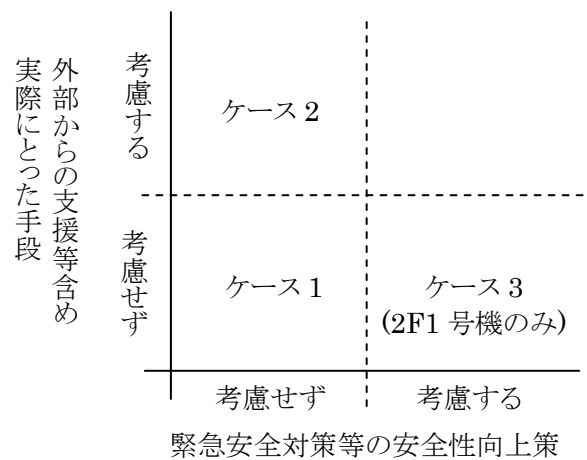 外部からの支援等含め
実際にとった手段
考慮する
考慮せず
ケース 2
ケース 1
ケース 3
(2F1 号機のみ)
考慮せず
考慮する
緊急安全対策等の安全性向上策